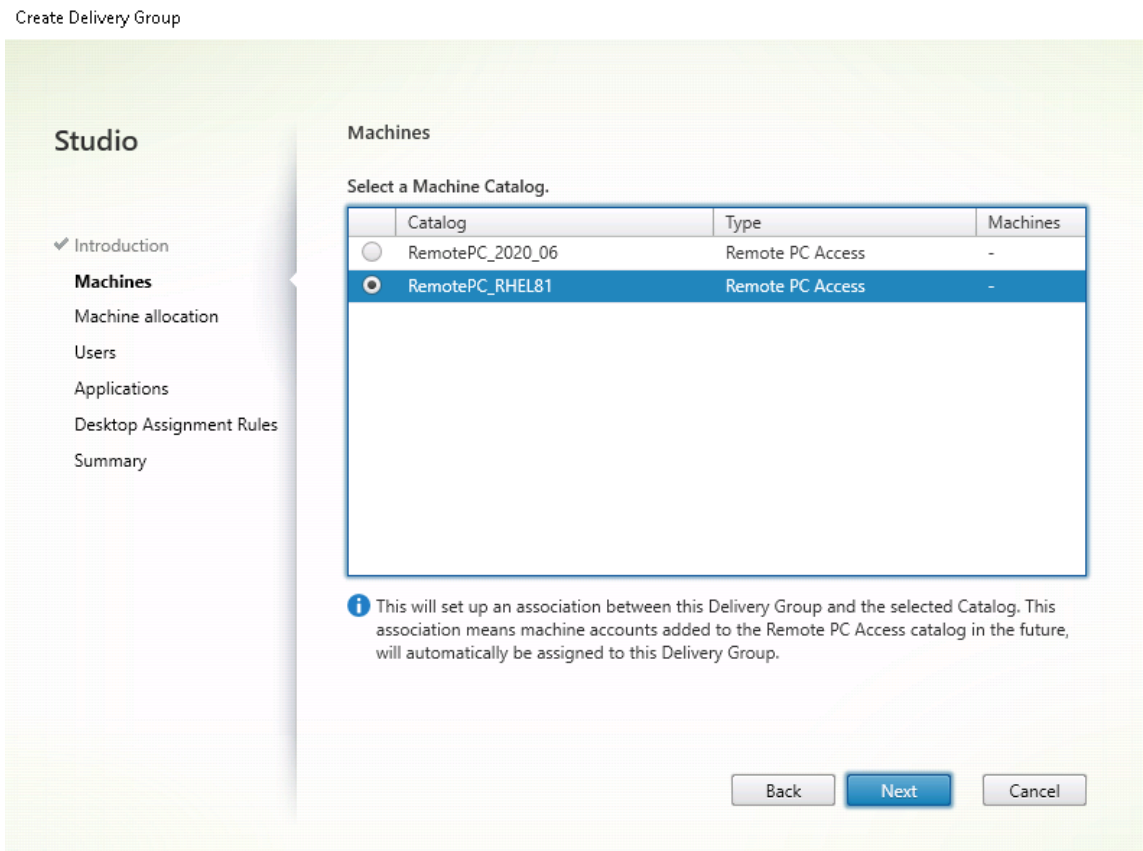 Create Delivery Group
Studio
Introduction
Machines
Machine allocation
Users
Applications
Desktop Assignment Rules
Summary
Machines
Select a Machine Catalog.
Catalog Type Machines
RemotePC_2020_06 Remote PC Access -
RemotePC_RHEL81 Remote PC Access -
This will set up an association between this Delivery Group and the selected Catalog. This
association means machine accounts added to the Remote PC Access catalog in the future,
will automatically be assigned to this Delivery Group.
Back Next Cancel